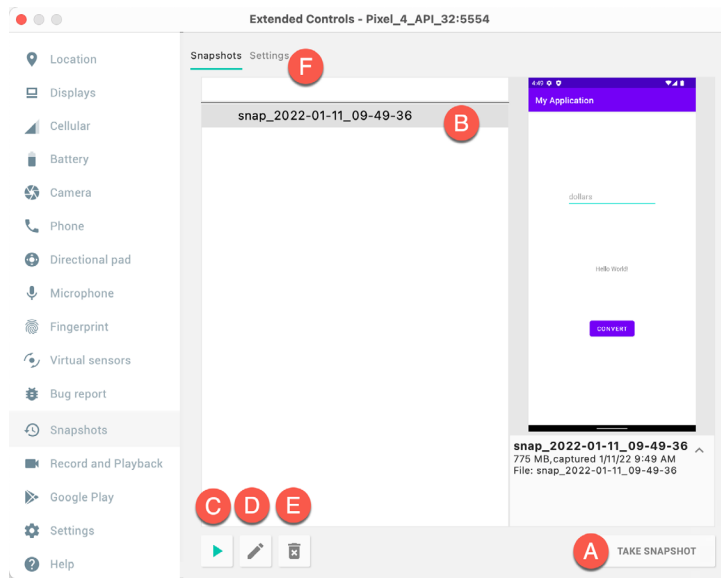 Extended Controls - Pixel_4_API_32:5554
Location
Displays
Cellular
Battery
Camera
Phone
Directional pad
Microphone
Fingerprint
Virtual sensors
Bug report
Snapshots
Record and Playback
Google Play
Settings
Help
Snapshots Settings
F
snap_2022-01-11_09-49-36
B
C D E
4:49
My Application
dollars
Hello World!
CONVERT
snap_2022-01-11_09-49-36
775 MB,captured 1/11/22 9:49 AM
File: snap_2022-01-11_09-49-36
A TAKE SNAPSHOT